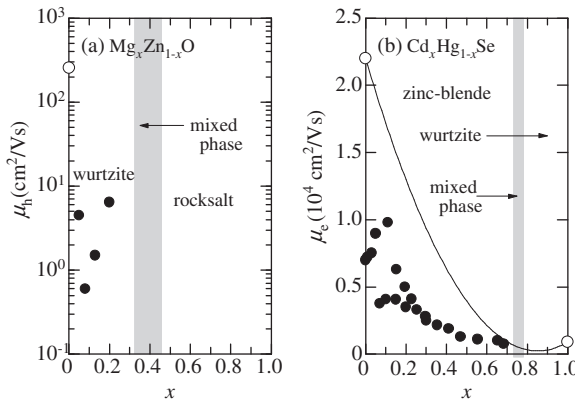 (a) MgₓZn₁₋ₓO
10³
10²
10¹
10⁰
10⁻¹
μₕ(cm²/Vs)
mixed
phase
wurtzite
rocksalt
0 0.2 0.4 0.6 0.8 1.0
x
(b) CdₓHg₁₋ₓSe
2.5
2.0
1.5
1.0
0.5
0
μₑ(10⁴ cm²/Vs)
zinc-blende
wurtzite
mixed
phase
0.0 0.2 0.4 0.6 0.8 1.0
x